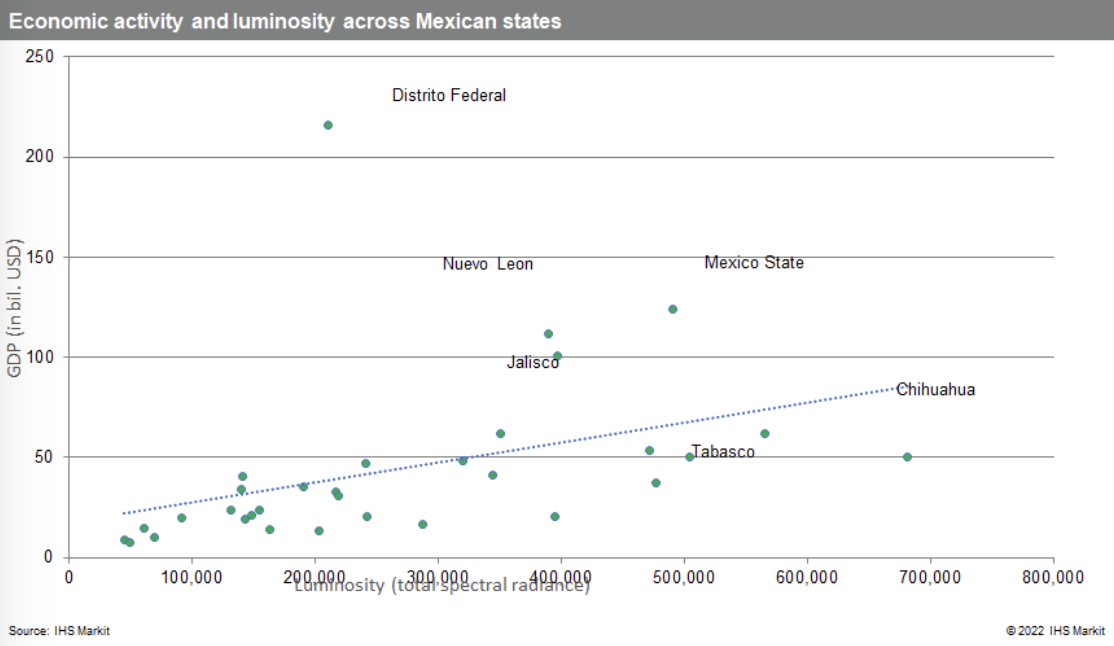 Economic activity and luminosity across Mexican states
250
Distrito Federal
200
150
Nuevo Leon
Mexico State
GDP (in bil. USD)
100
Jalisco
Chihuahua
50
Tabasco
0
0 100,000 200,000 300,000 400,000 500,000 600,000 700,000 800,000
Luminosity (total spectral radiance)
Source: IHS Markit
© 2022 IHS Markit